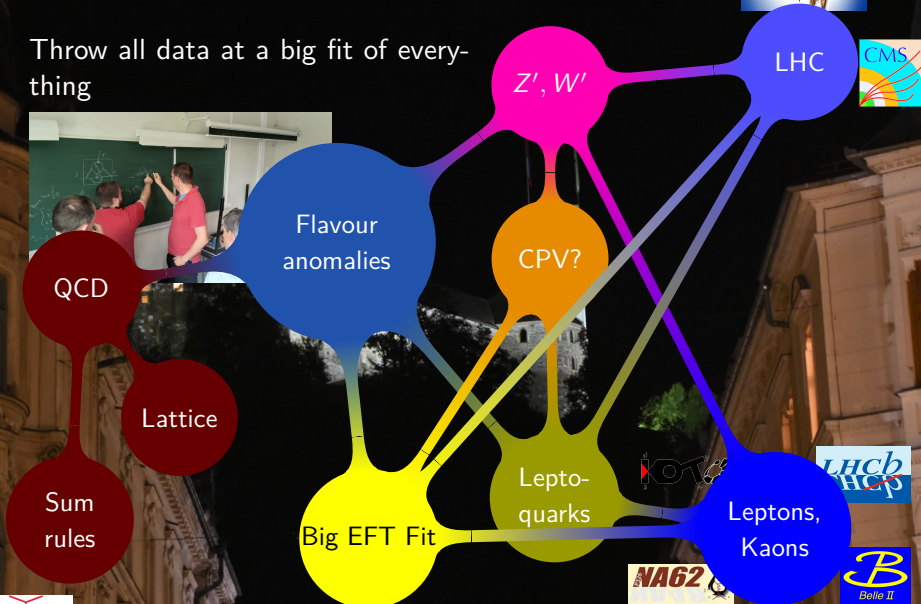 Throw all data at a big fit of every-
thing
Z′, W′
LHC
CMS
Flavour
anomalies
CPV?
QCD
Lattice
Lepto-
quarks
LHCb
Sum
rules
Big EFT Fit
Leptons,
Kaons
NA62
B
Belle II